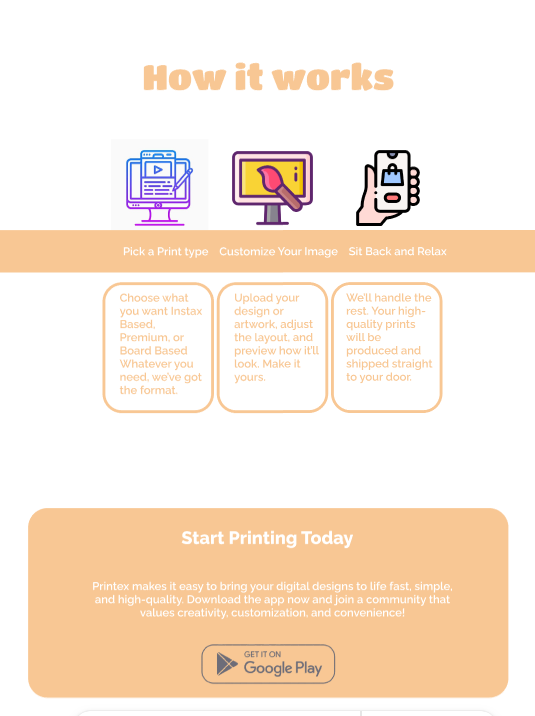 How it works
Pick a Print type
Customize Your Image
Sit Back and Relax
Choose what
you want Instax
Based,
Premium, or
Board Based
Whatever you
need, we've got
the format.
Upload your
design or
artwork, adjust
the layout, and
preview how it'll
look. Make it
yours.
We'll handle the
rest. Your high-
quality prints
will be
produced and
shipped straight
to your door.
Start Printing Today
Printex makes it easy to bring your digital designs to life fast, simple,
and high-quality. Download the app now and join a community that
values creativity, customization, and convenience!
GET IT ON
Google Play